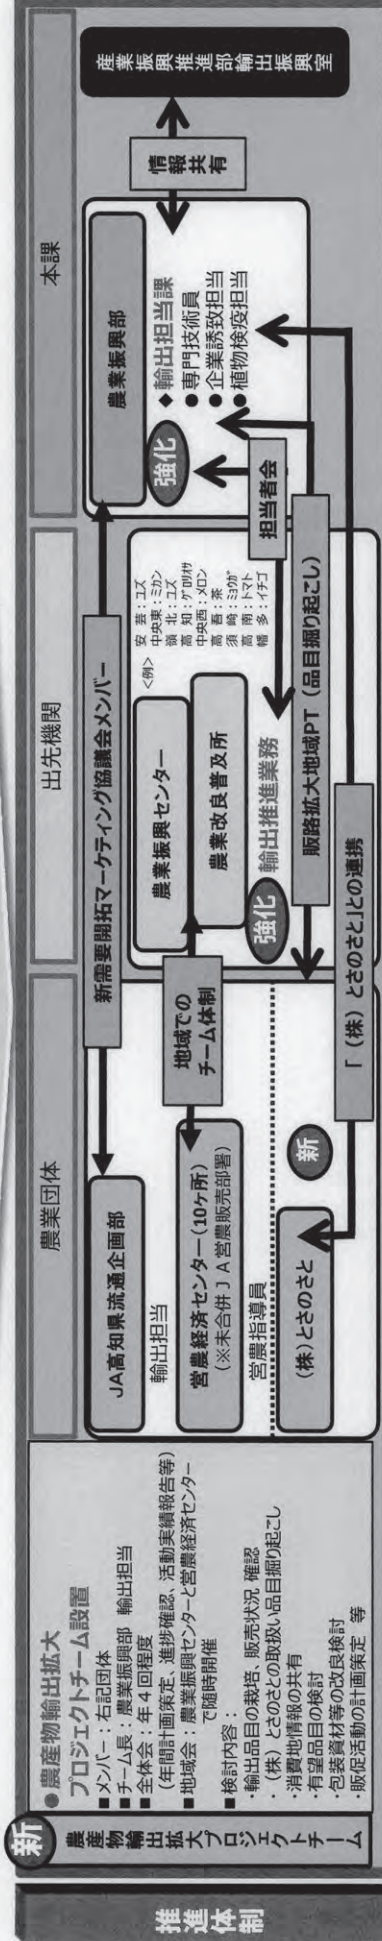 推進体制
新
農産物輸出拡大プロジェクトチーム
●農産物輸出拡大
プロジェクトチーム設置
■メンバー：右記団体
■チーム長：農業振興部 輸出担当
■全体会：年４回程度
(年間計画策定、進捗確認、活動実績報告等)
■地域会：農業振興センターと営農経済センター
で随時開催
■検討内容：
輸出品目の栽培、販売状況 確認
・(株)とさのさとの取扱い品目掘り起こし
・消費地情報の共有
・有望品目の検討
・包装資材等の改良検討
・販促活動の計画策定 等
農業団体
JA高知県流通企画部
輸出担当
営農経済センター(10ヶ所)
(※未合併ＪＡ営農販売部署)
営農指導員
(株)とさのさと
新
出先機関
新需要開拓マーケティング協議会メンバー
地域での
チーム体制
農業振興センター
農業改良普及所
強化
輸出推進業務
<例>
安芸：ユズ
中央東：ミカン
嶺北：ユズ
高知：グロリオサ
中央西：メロン
高吾：茶
須崎：ミョウガ
高南：トマト
幡多：イチゴ
販路拡大地域PT（品目掘り起こし）
「(株)とさのさと」との連携
担当者会
本課
農業振興部
強化
◆輸出担当課
●専門技術員
●企業誘致担当
●植物検疫担当
情報
共有
産業振興推進部輸出振興室